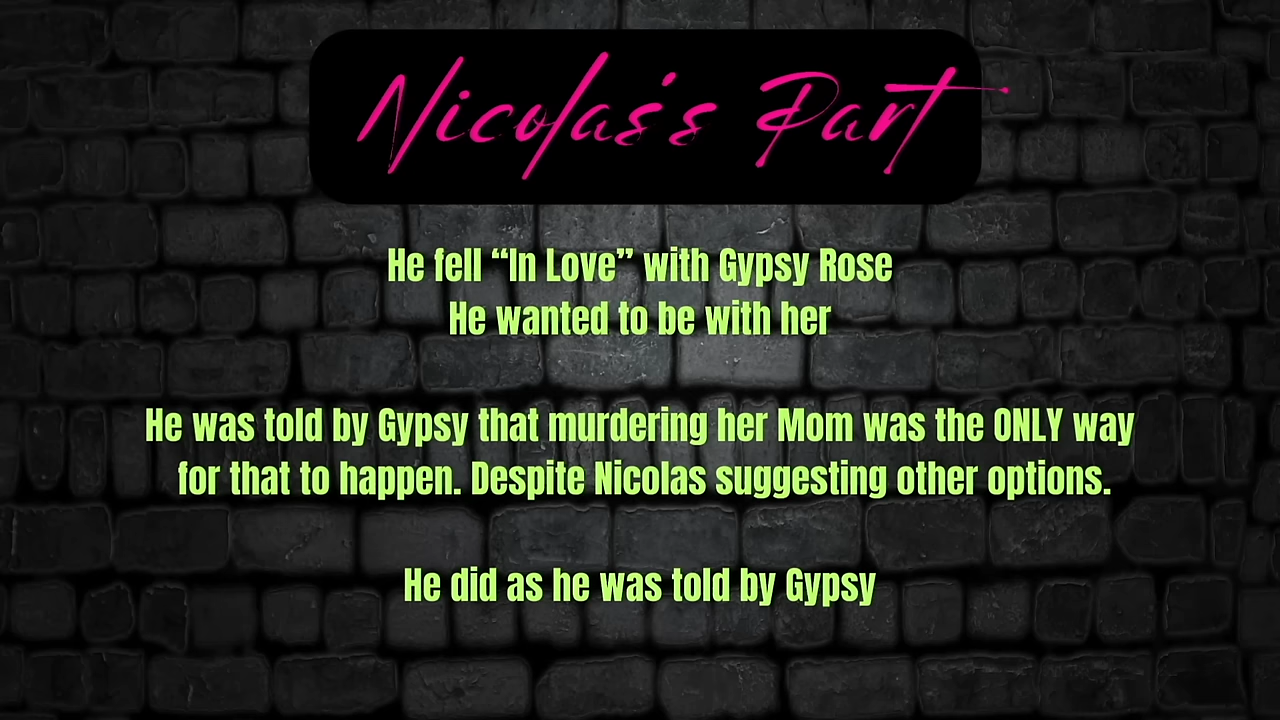 Nicolas's Part
He fell “In Love” with Gypsy Rose
He wanted to be with her
He was told by Gypsy that murdering her Mom was the ONLY way
for that to happen. Despite Nicolas suggesting other options.
He did as he was told by Gypsy